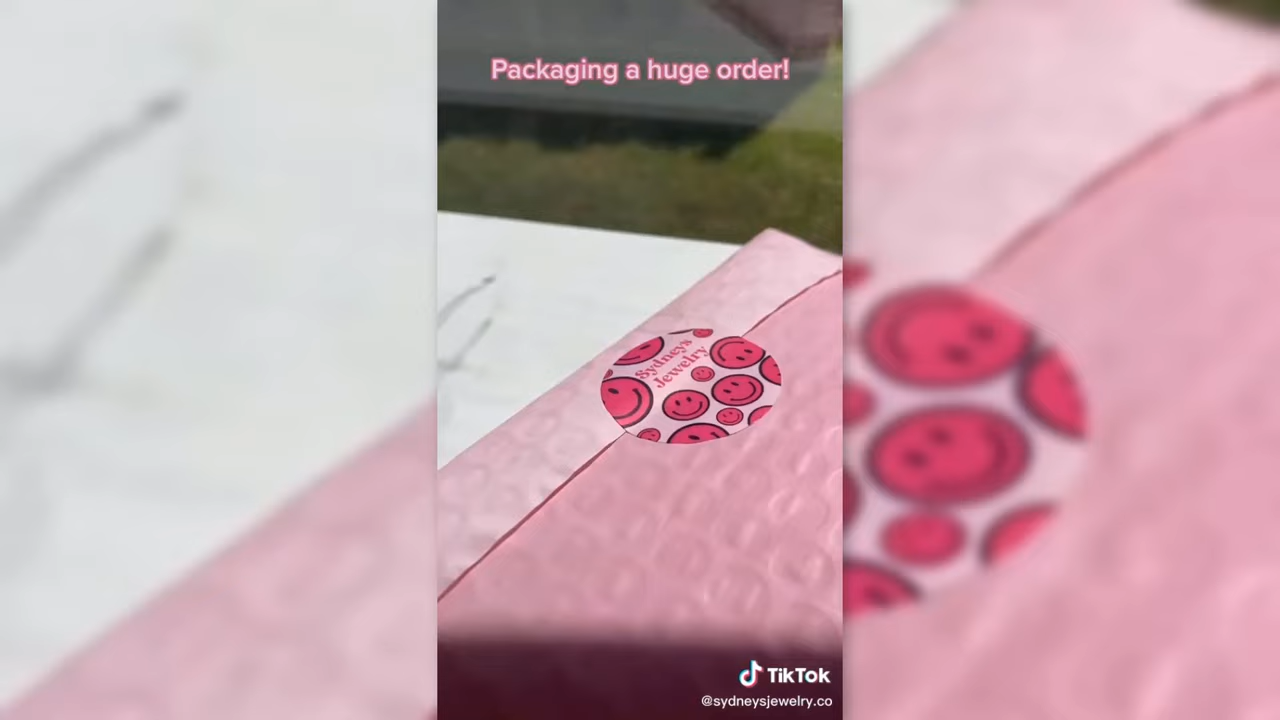 Packaging a huge order!
Sydney's
Jewelry
TikTok
@sydneysjewelry.co